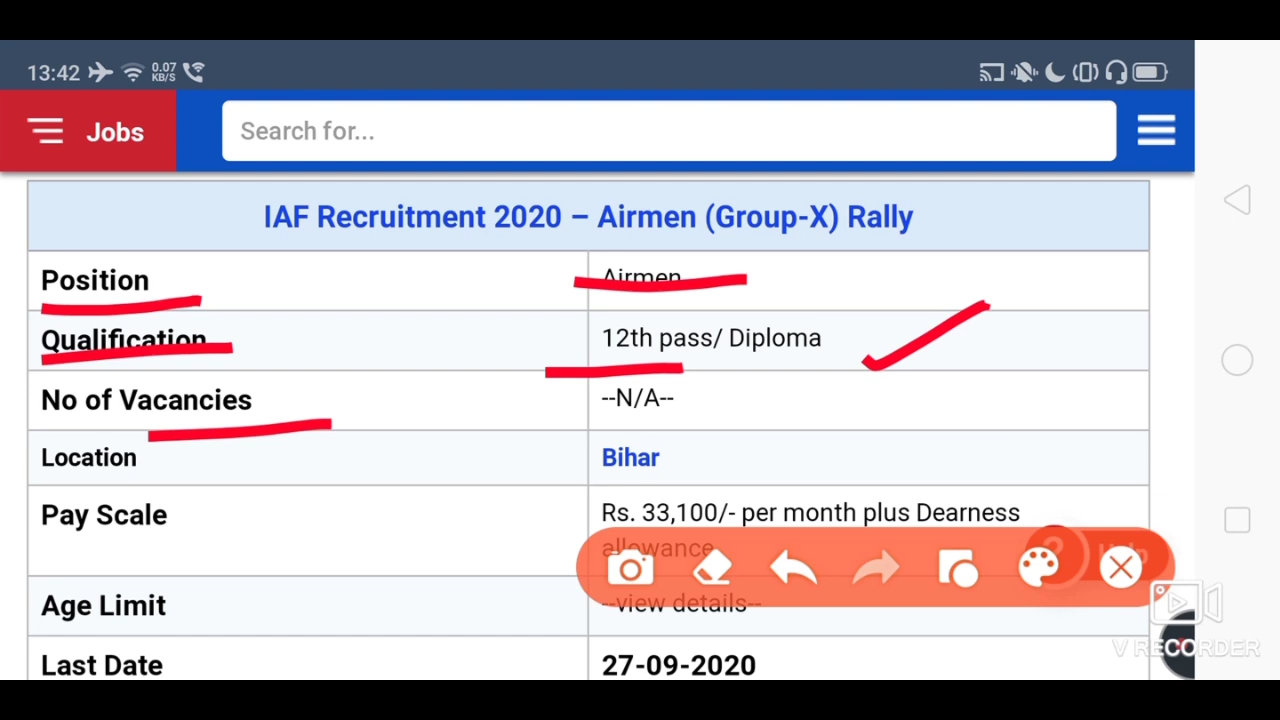 13:42 0.07 KB/S
Jobs Search for...
IAF Recruitment 2020 – Airmen (Group-X) Rally
Position Airmen
Qualification 12th pass/ Diploma
No of Vacancies --N/A--
Location Bihar
Pay Scale Rs. 33,100/- per month plus Dearness
allowance
? Help
Age Limit --view details--
V RECORDER
Last Date 27-09-2020